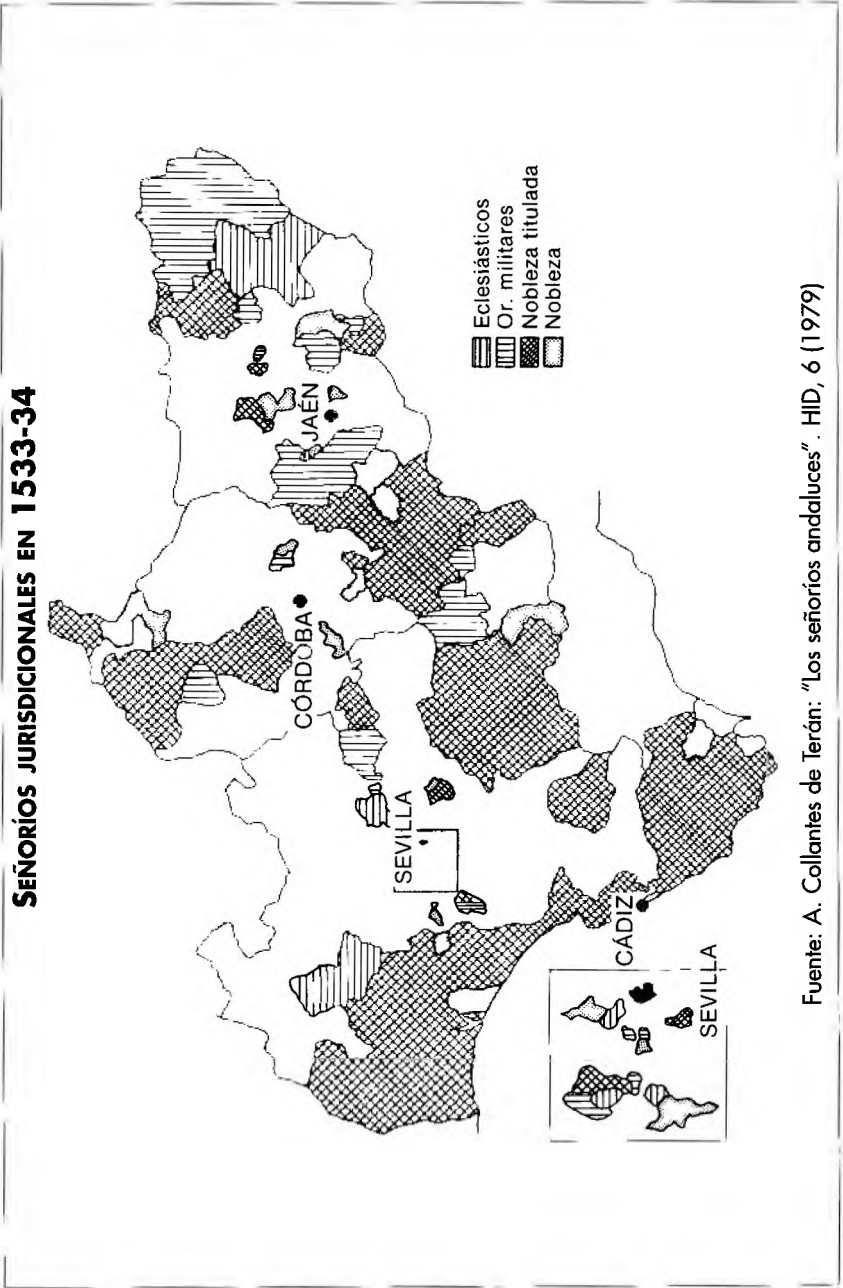 SEÑORÍOS JURISDICCIONALES EN 1533-34
JAÉN
CÓRDOBA
SEVILLA
CÁDIZ
SEVILLA
Eclesiásticos
Or. militares
Nobleza titulada
Nobleza
Fuente: A. Collantes de Terán: "Los señoríos andaluces". HID, 6 (1979)